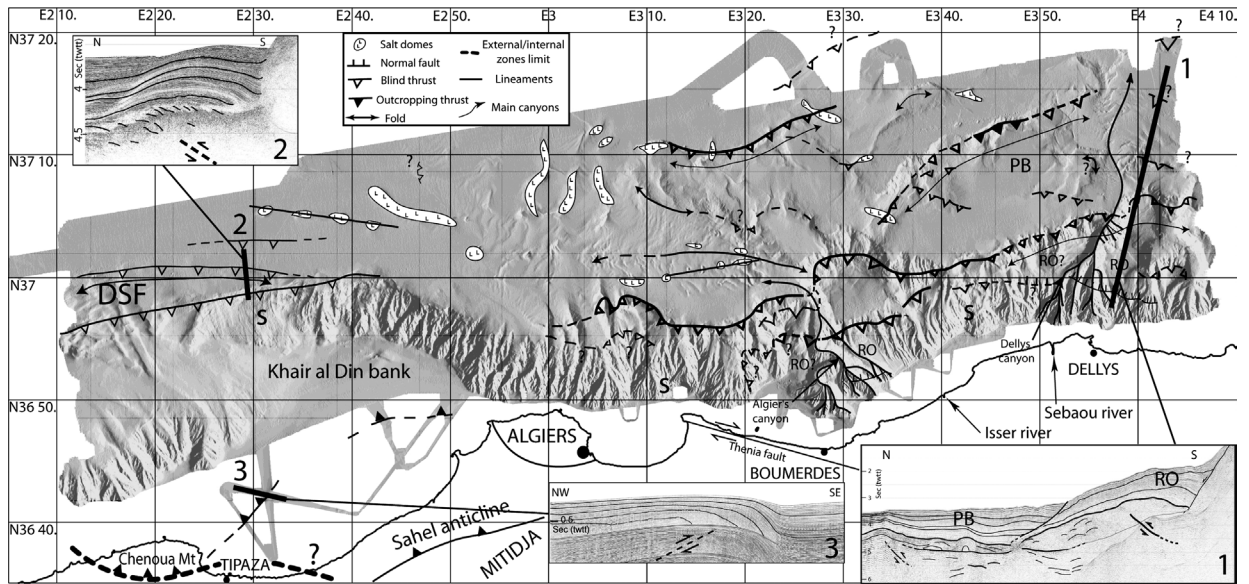 E2 10.
E2 20.
E2 30.
E2 40.
E2 50.
E3
E3 10.
E3 20.
E3 30.
E3 40.
E3 50.
E4
E4 10.
N37 20.
N37 10.
N37
N36 50.
N36 40.
N
S
Sec (twtt)
4
4.5
2
Salt domes
Normal fault
Blind thrust
Outcropping thrust
Fold
External/internal
zones limit
Lineaments
Main canyons
?
?
1
?
?
PB
?
?
?
2
?
?
DSF
S
RO?
RO
?
S
?
?
Khair al Din bank
S
RO?
RO
Dellys
canyon
DELLYS
Algier's
canyon
Sebaou river
Isser river
ALGIERS
Thenia fault
BOUMERDES
3
Sahel anticline
MITIDJA
Chenoua Mt
TIPAZA
?
NW
SE
0.5
Sec (twtt)
3
N
S
2
Sec (twtt)
RO
PB
6
1